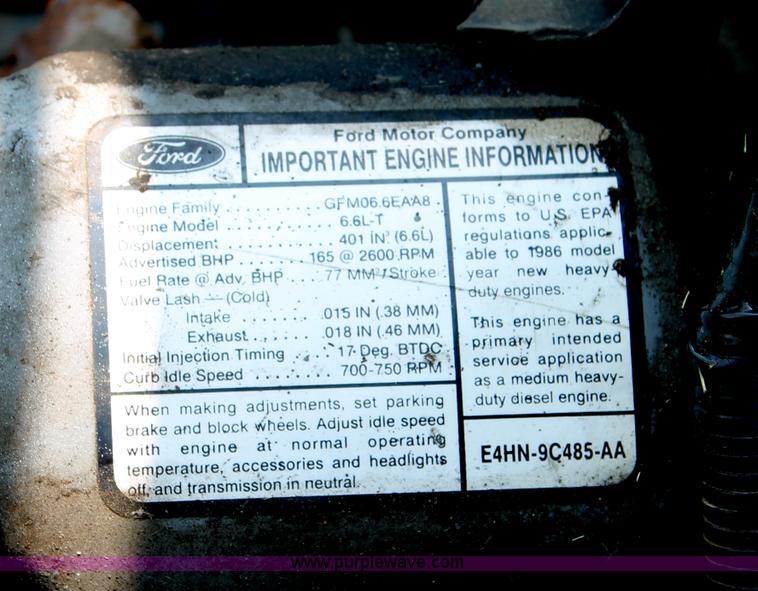 Ford
Ford Motor Company
IMPORTANT ENGINE INFORMATION
Engine Family . . . . . . . . . . GFM06.6EAA8
Engine Model . . . . . . . . . . 6.6L-T
Displacement . . . . . . . . . . 401 IN.³ (6.6L)
Advertised BHP . . . . . . . 165 @ 2600 RPM
Fuel Rate @ Adv. BHP . . . . 77 MM³/Stroke
Valve Lash — (Cold)
Intake . . . . . . . . .015 IN (.38 MM)
Exhaust . . . . . . .018 IN (.46 MM)
Initial Injection Timing . . . . 17 Deg. BTDC
Curb Idle Speed . . . . . . . . 700-750 RPM
When making adjustments, set parking
brake and block wheels. Adjust idle speed
with engine at normal operating
temperature, accessories and headlights
off, and transmission in neutral.
This engine con-
forms to U.S. EPA
regulations applic-
able to 1986 model
year new heavy-
duty engines.
This engine has a
primary intended
service application
as a medium heavy-
duty diesel engine.
E4HN-9C485-AA
www.purplewave.com